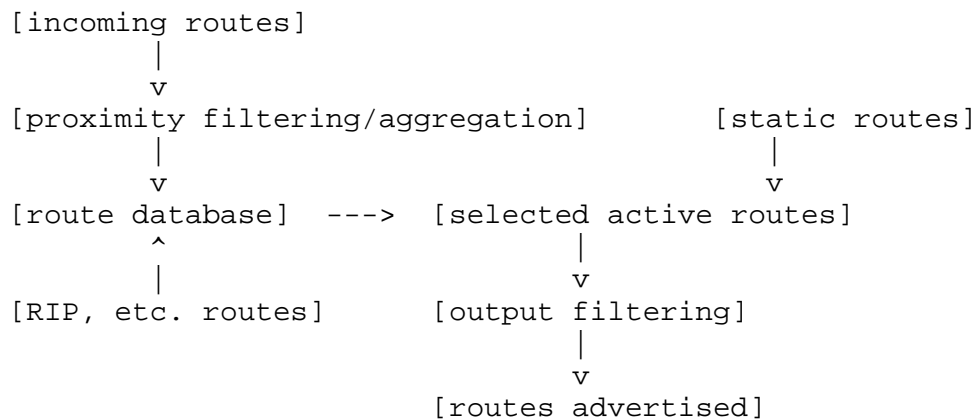 [incoming routes]
|
v
[proximity filtering/aggregation] [static routes]
| |
v v
[route database] ---> [selected active routes]
^ |
| v
[RIP, etc. routes] [output filtering]
|
v
[routes advertised]